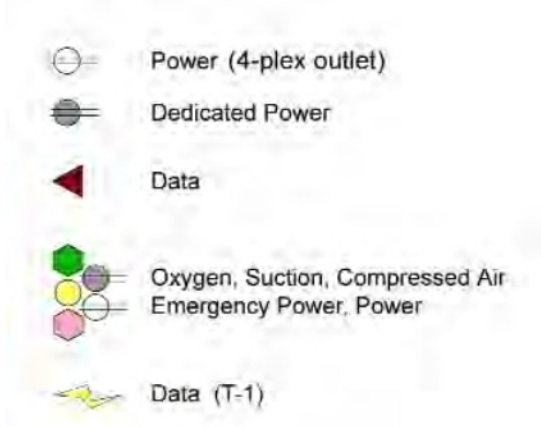 Power (4-plex outlet)
Dedicated Power
Data
Oxygen, Suction, Compressed Air
Emergency Power, Power
Data (T-1)